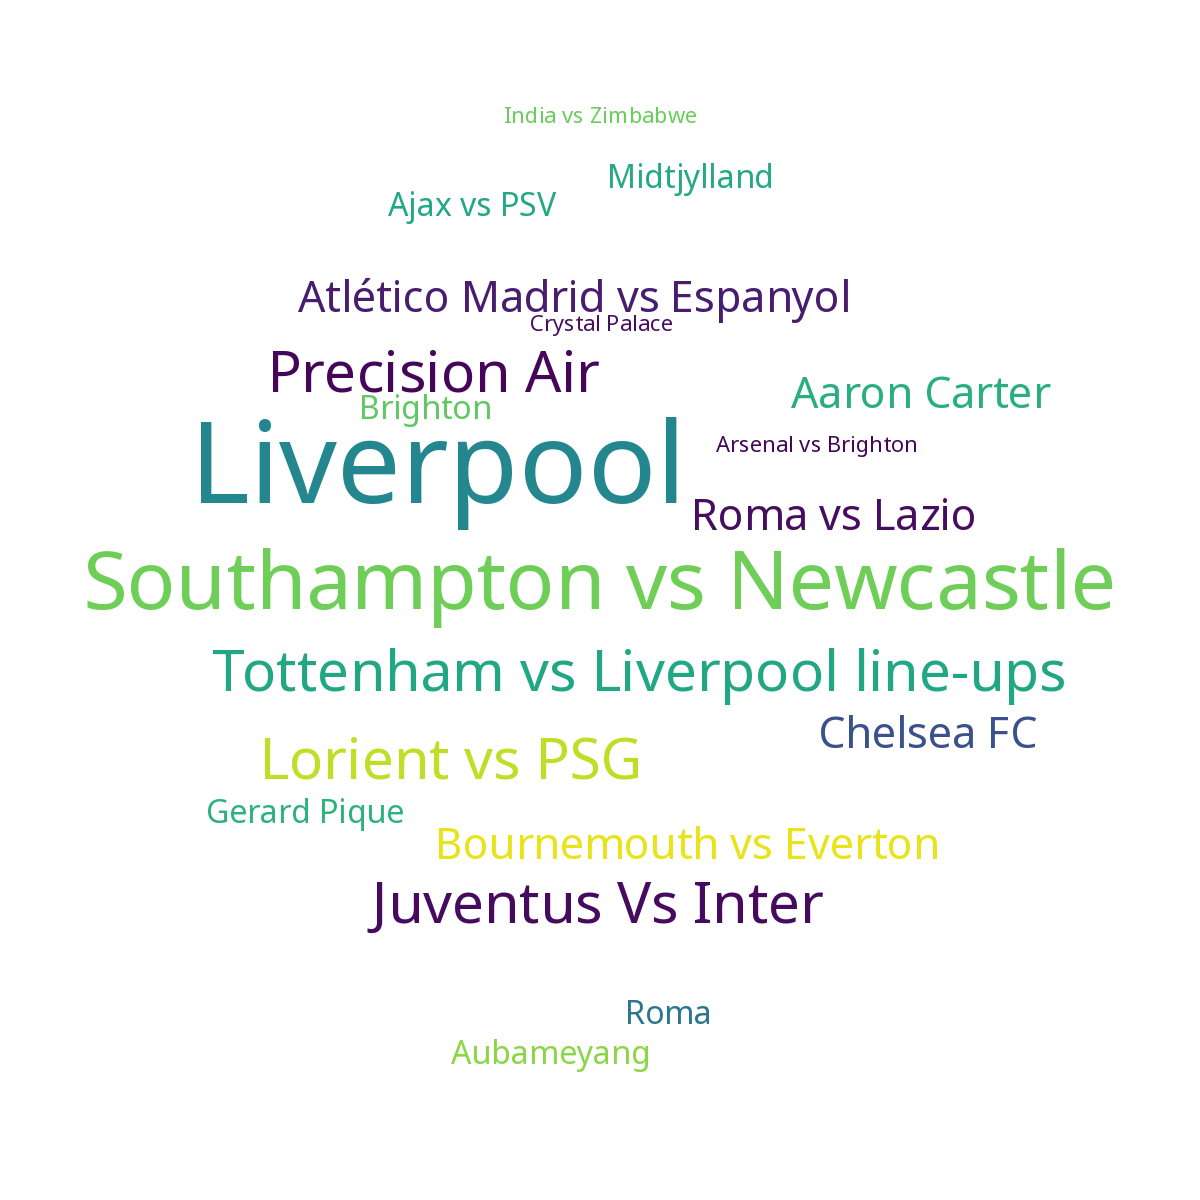 India vs Zimbabwe
Midtjylland
Ajax vs PSV
Atlético Madrid vs Espanyol
Crystal Palace
Precision Air
Aaron Carter
Brighton
Arsenal vs Brighton
Liverpool
Roma vs Lazio
Southampton vs Newcastle
Tottenham vs Liverpool line-ups
Chelsea FC
Lorient vs PSG
Gerard Pique
Bournemouth vs Everton
Juventus Vs Inter
Roma
Aubameyang